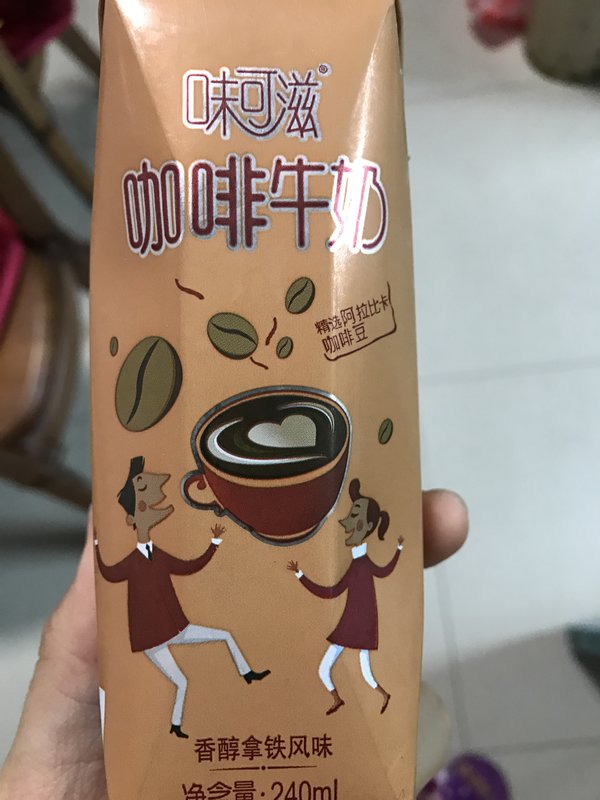 味可滋®
咖啡牛奶
精选阿拉比卡
咖啡豆
香醇拿铁风味
净含量:240ml